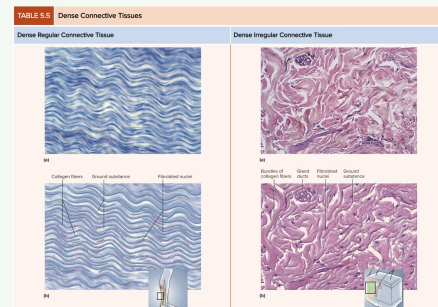 TABLE 5.5 Dense Connective Tissues
Dense Regular Connective Tissue
Dense Irregular Connective Tissue
(a)
(a)
Collagen fibers Ground substance Fibroblast nuclei
Bundles of collagen fibers
Gland ducts
Fibroblast nuclei
Ground substance
(b)
(b)